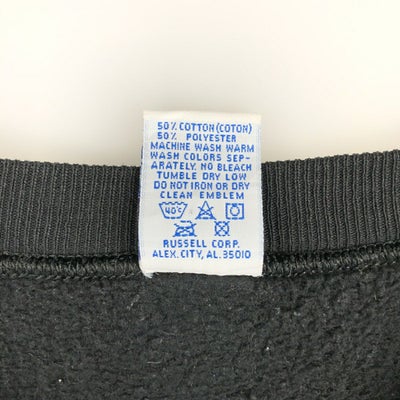 50% COTTON (COTON)
50% POLYESTER
MACHINE WASH WARM
WASH COLORS SEP-
ARATELY. NO BLEACH
TUMBLE DRY LOW
DO NOT IRON OR DRY
CLEAN EMBLEM
40°C
RUSSELL CORP.
ALEX. CITY, AL. 35010